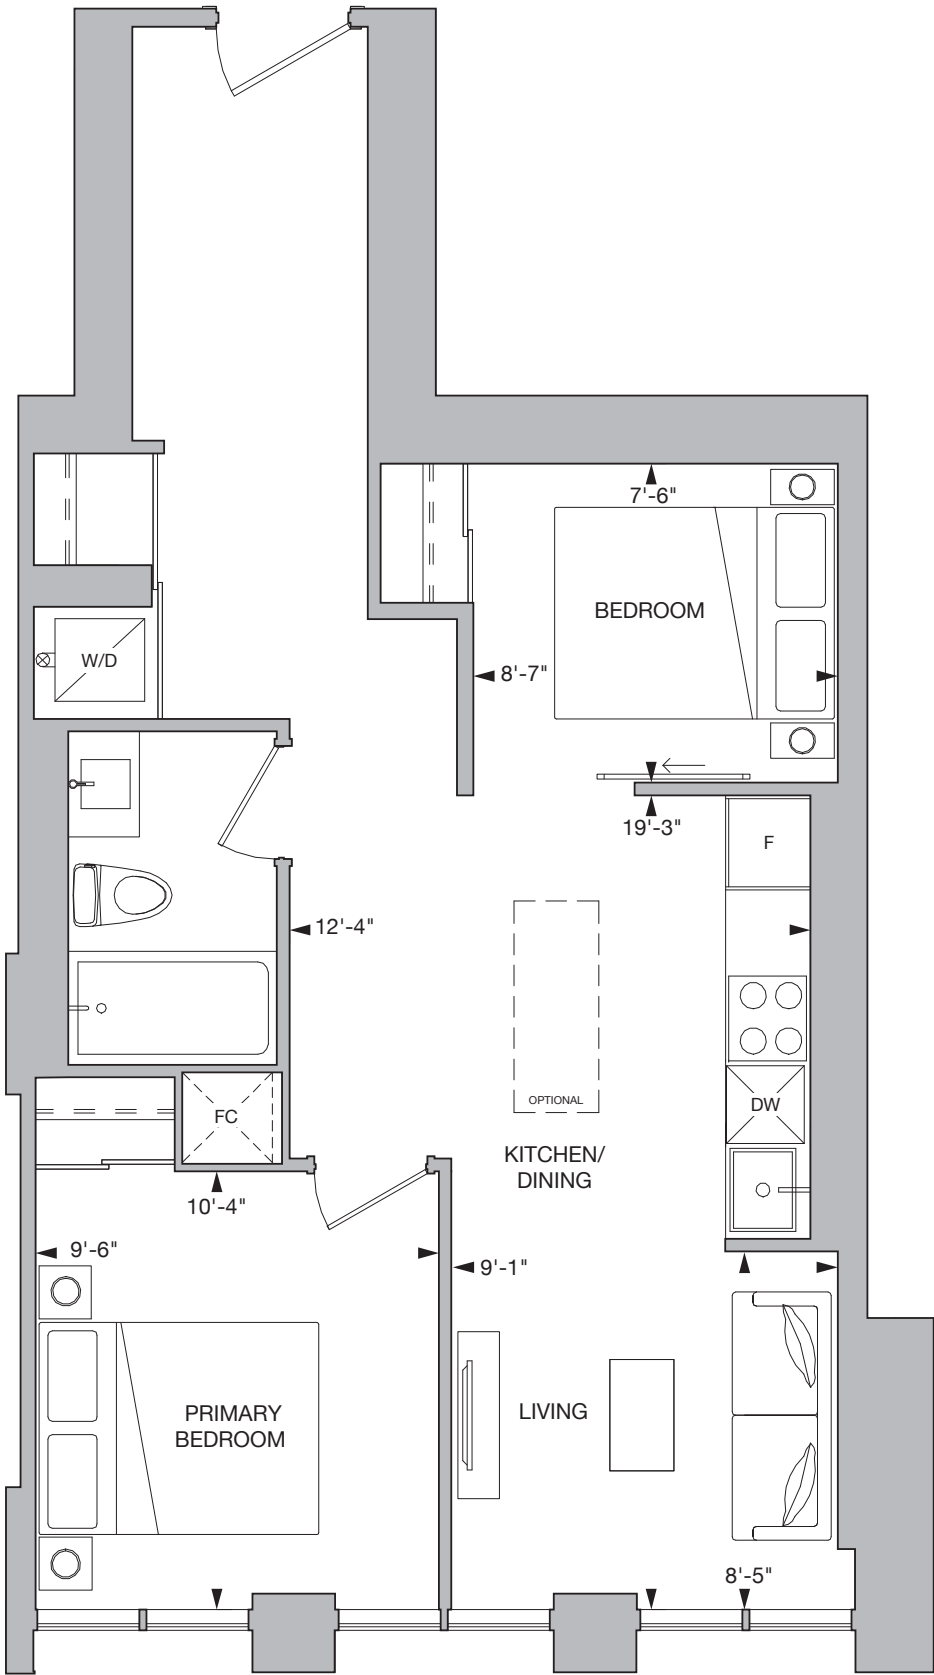 7'-6"
BEDROOM
W/D
8'-7"
19'-3"
F
12'-4"
OPTIONAL
DW
FC
KITCHEN/
DINING
10'-4"
9'-6"
9'-1"
LIVING
PRIMARY
BEDROOM
8'-5"